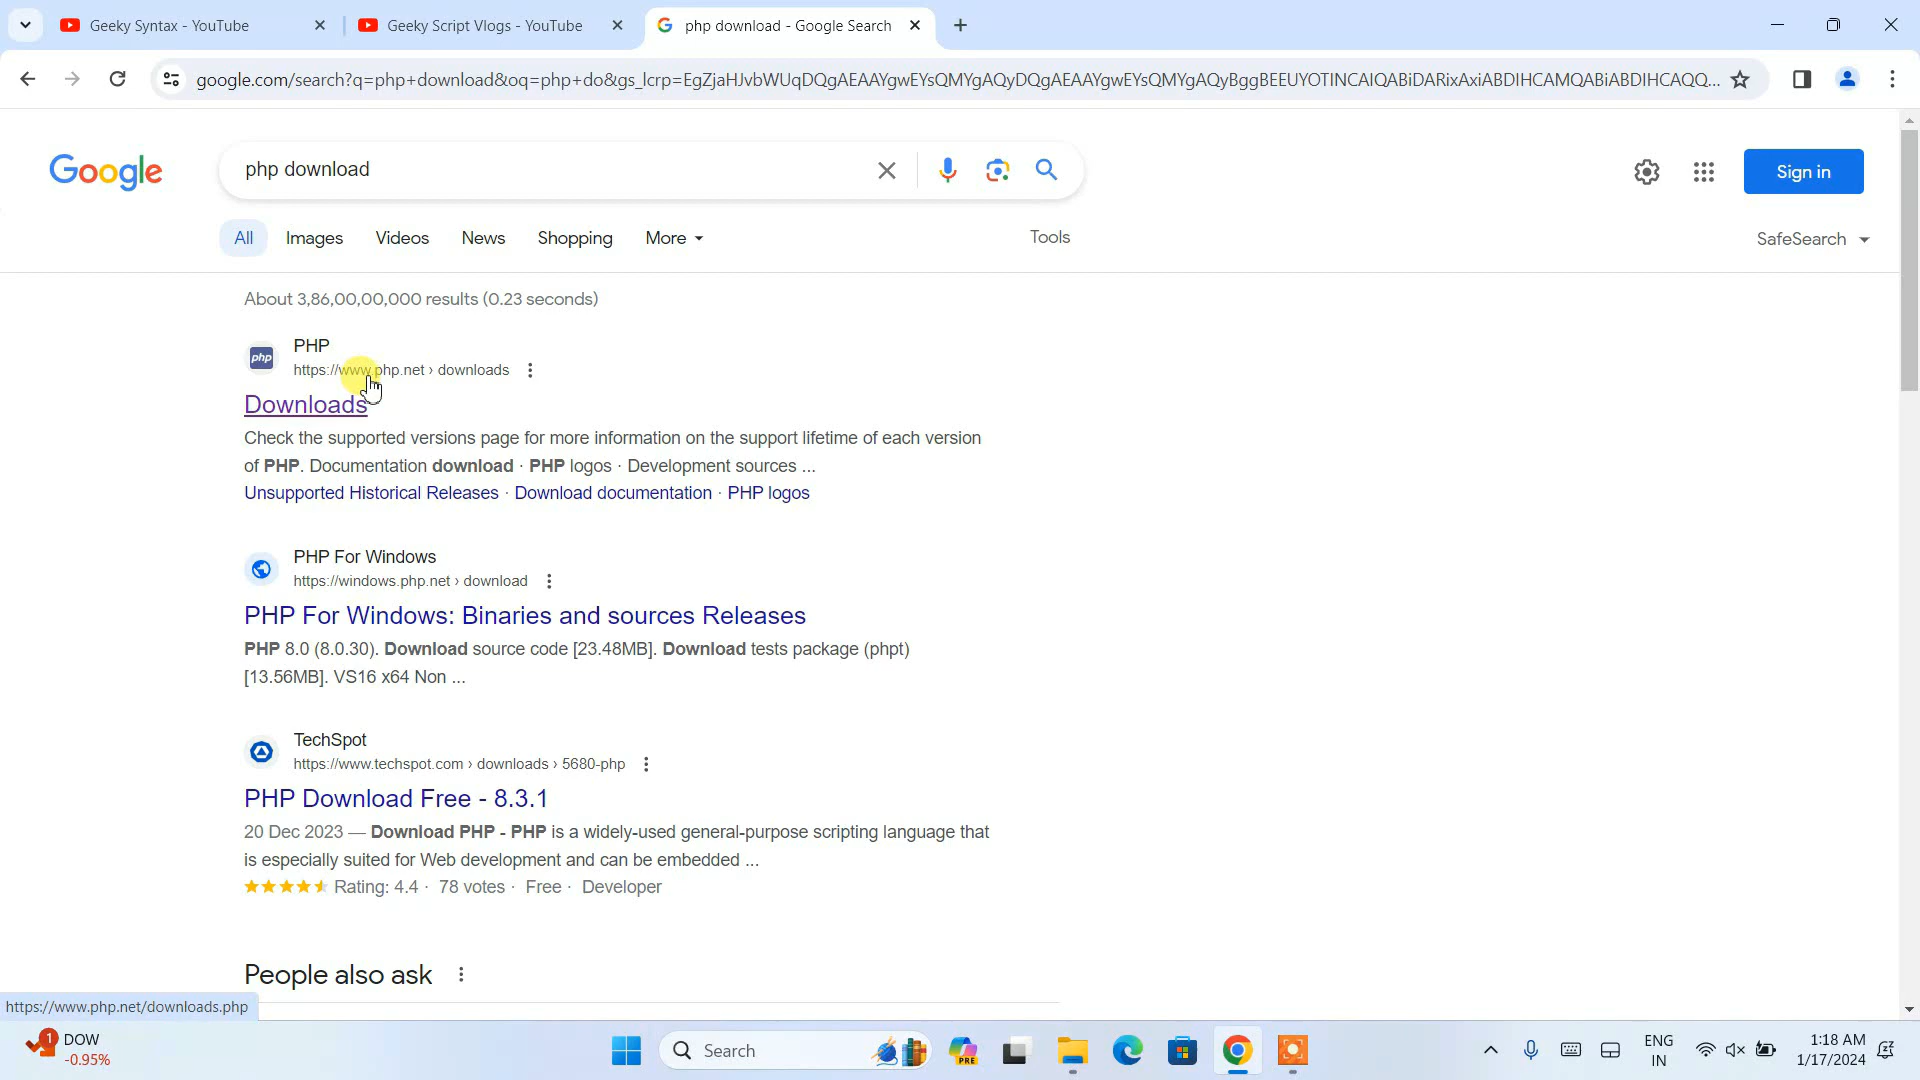 Geeky Syntax - YouTube
Geeky Script Vlogs - YouTube
php download - Google Search
google.com/search?q=php+download&oq=php+do&gs_lcrp=EgZjaHJvbWUqDQgAEAAYgwEYsQMYgAQyDQgAEAAYgwEYsQMYgAQyBggBEEUYOTINCAIQABiDARixAxiABDIHCAMQABiABDIHCAQQ...
Google
php download
Sign in
All
Images
Videos
News
Shopping
More
Tools
SafeSearch
About 3,86,00,00,000 results (0.23 seconds)
php
PHP
https://www.php.net › downloads
Downloads
Check the supported versions page for more information on the support lifetime of each version
of PHP. Documentation download · PHP logos · Development sources ...
Unsupported Historical Releases · Download documentation · PHP logos
PHP For Windows
https://windows.php.net › download
PHP For Windows: Binaries and sources Releases
PHP 8.0 (8.0.30). Download source code [23.48MB]. Download tests package (phpt)
[13.56MB]. VS16 x64 Non ...
TechSpot
https://www.techspot.com › downloads › 5680-php
PHP Download Free - 8.3.1
20 Dec 2023 — Download PHP - PHP is a widely-used general-purpose scripting language that
is especially suited for Web development and can be embedded ...
Rating: 4.4 · 78 votes · Free · Developer
People also ask
https://www.php.net/downloads.php
1
DOW
-0.95%
Search
PRE
ENG
IN
1:18 AM
1/17/2024